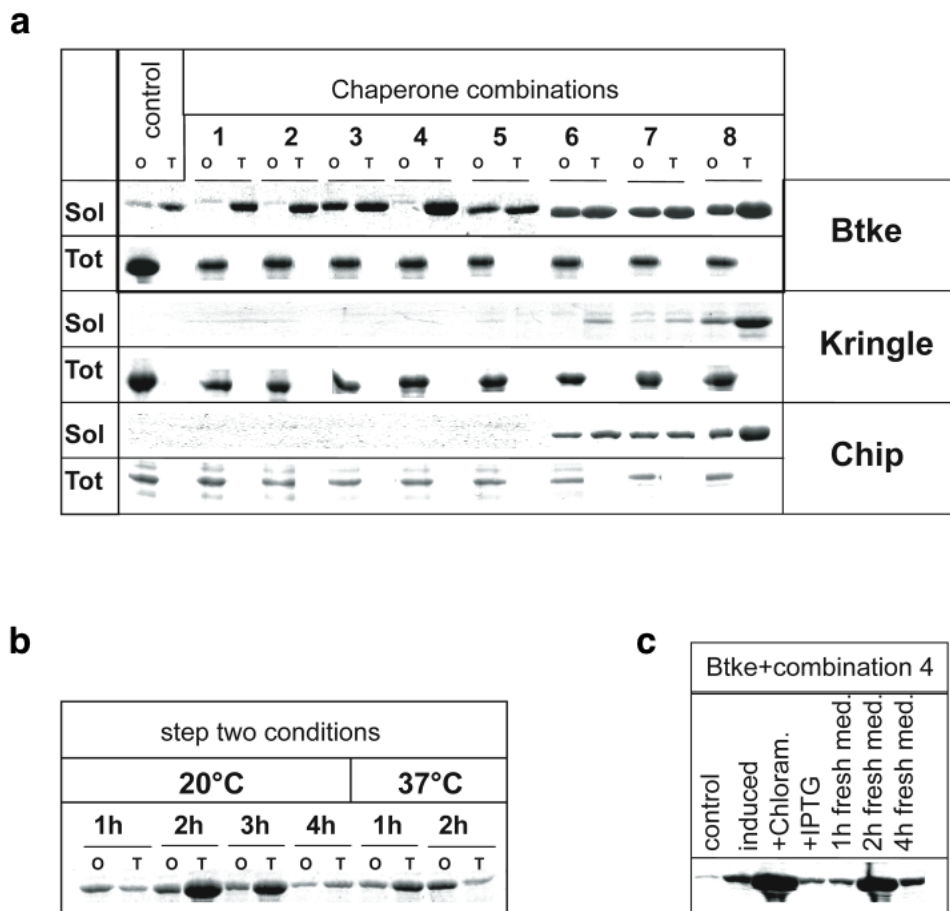 a
control
Chaperone combinations
1 2 3 4 5 6 7 8
O T O T O T O T O T O T O T O T O T
Sol
Btke
Tot
Sol
Kringle
Tot
Sol
Chip
Tot
b
step two conditions
20°C 37°C
1h 2h 3h 4h 1h 2h
O T O T O T O T O T O T
c
Btke+combination 4
control
induced
+Chloram.
+IPTG
1h fresh med.
2h fresh med.
4h fresh med.